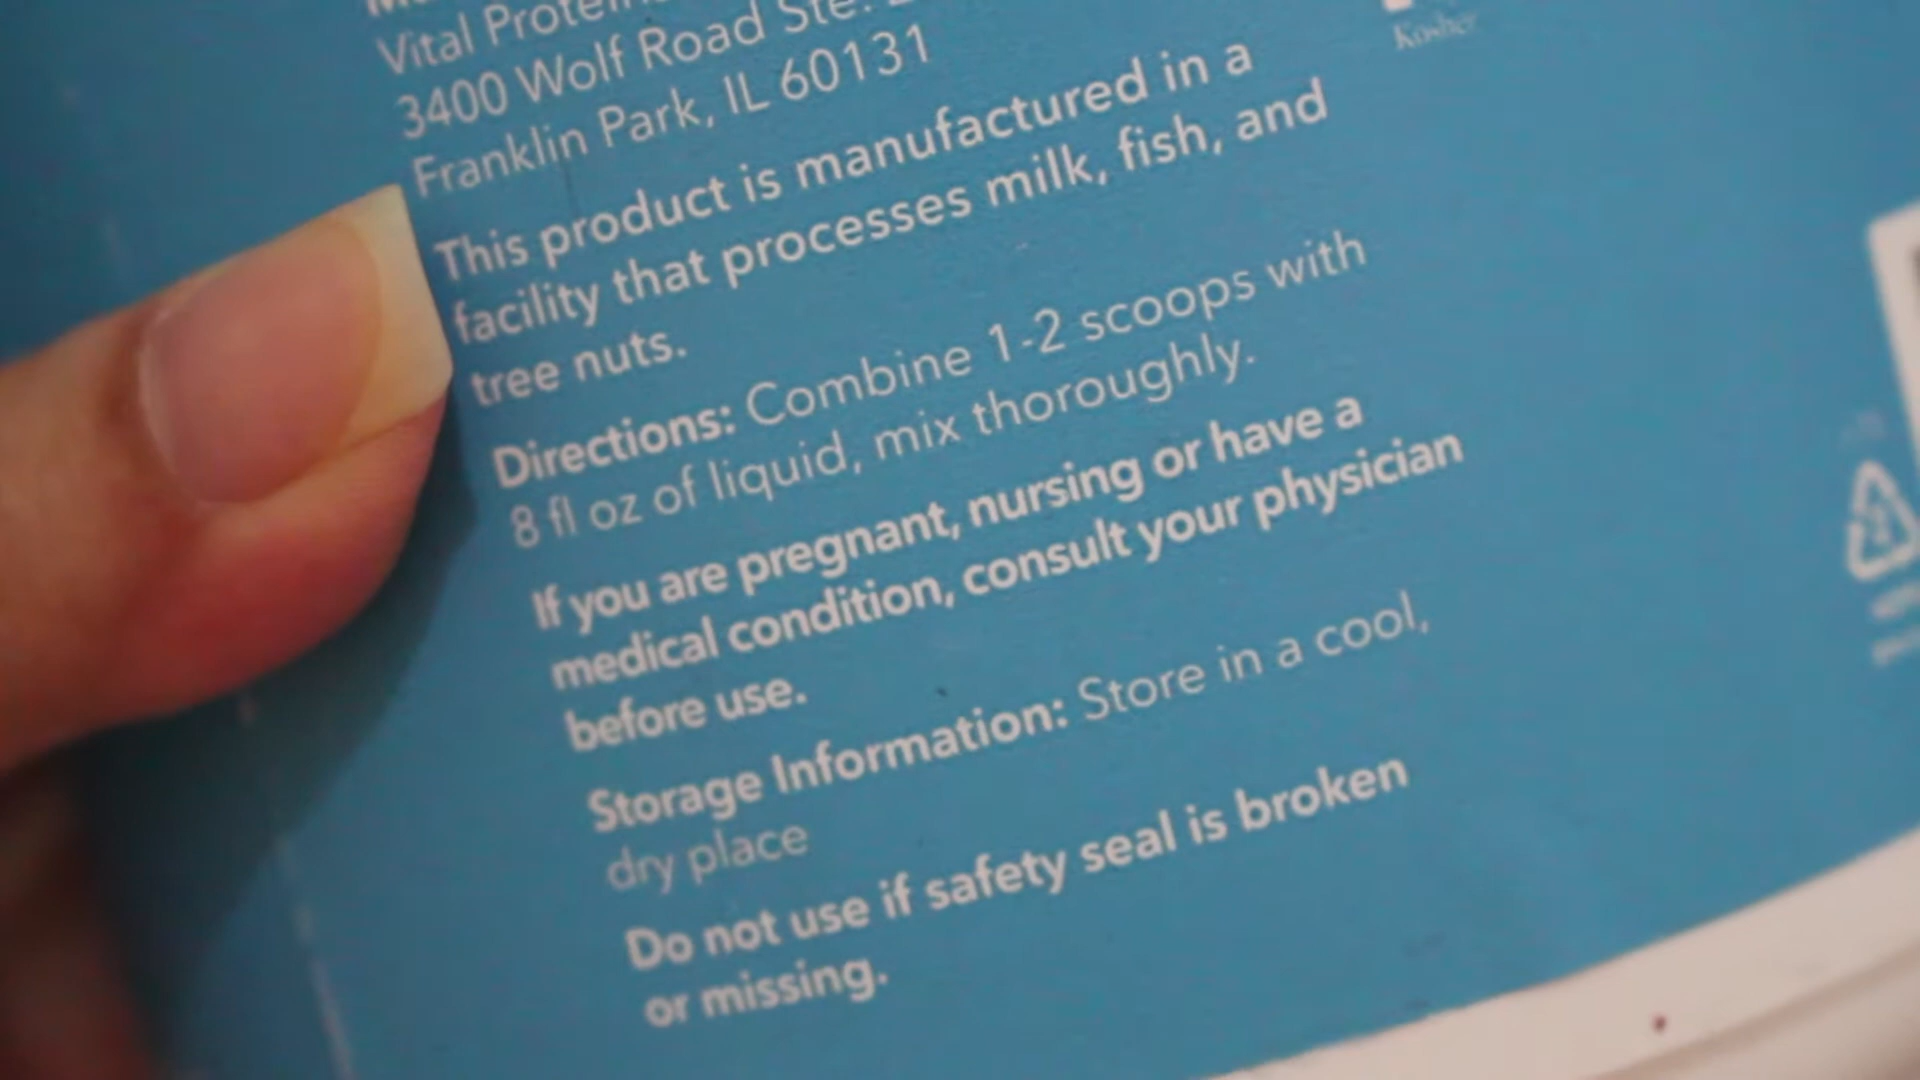 Vital Protein
3400 Wolf Road Ste.
Franklin Park, IL 60131
This product is manufactured in a
facility that processes milk, fish, and
tree nuts.
Directions: Combine 1-2 scoops with
8 fl oz of liquid, mix thoroughly.
If you are pregnant, nursing or have a
medical condition, consult your physician
before use.
Storage Information: Store in a cool,
dry place
Do not use if safety seal is broken
or missing.
Kosher